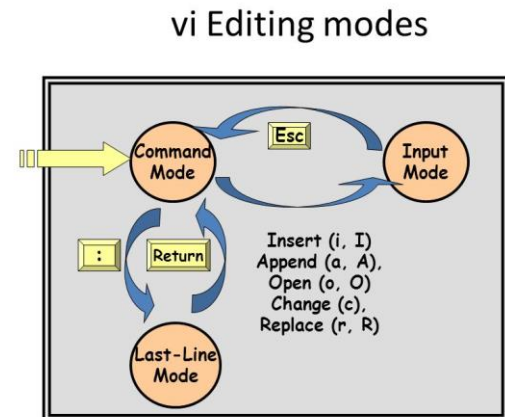 vi Editing modes
Esc
Command
Mode
Input
Mode
:
Return
Insert (i, I)
Append (a, A),
Open (o, O)
Change (c),
Replace (r, R)
Last-Line
Mode